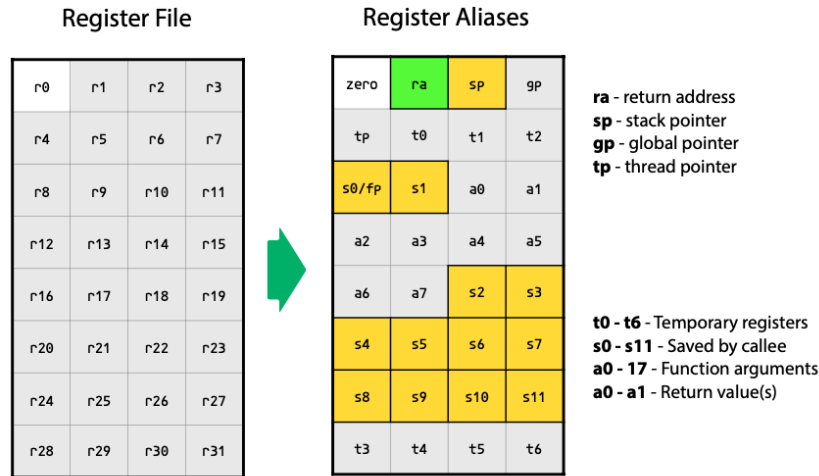 Register File
r0 r1 r2 r3
r4 r5 r6 r7
r8 r9 r10 r11
r12 r13 r14 r15
r16 r17 r18 r19
r20 r21 r22 r23
r24 r25 r26 r27
r28 r29 r30 r31
Register Aliases
zero ra sp gp
tp t0 t1 t2
s0/fp s1 a0 a1
a2 a3 a4 a5
a6 a7 s2 s3
s4 s5 s6 s7
s8 s9 s10 s11
t3 t4 t5 t6
ra - return address
sp - stack pointer
gp - global pointer
tp - thread pointer
t0 - t6 - Temporary registers
s0 - s11 - Saved by callee
a0 - 17 - Function arguments
a0 - a1 - Return value(s)